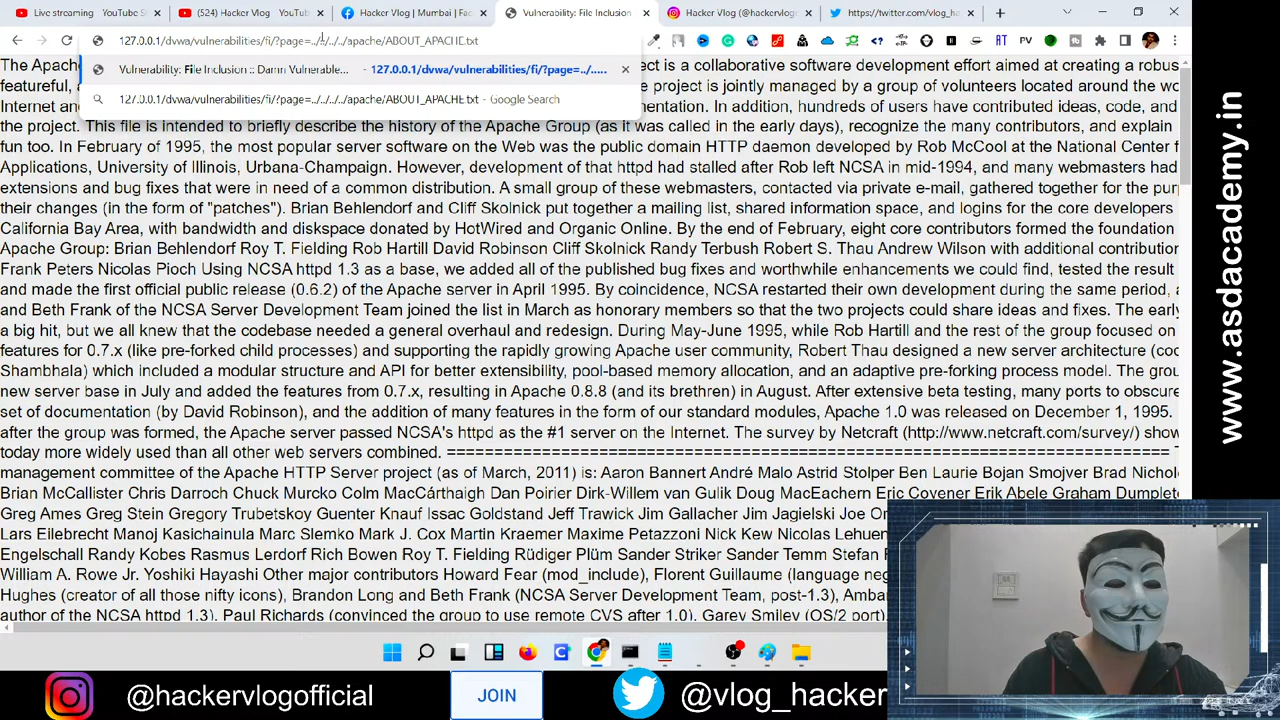 Live streaming - YouTube S
(524) Hacker Vlog - YouTub
Hacker Vlog | Mumbai | Fac
Vulnerability: File Inclusion
Hacker Vlog (@hackervlog
https://twitter.com/vlog_h
127.0.0.1/dvwa/vulnerabilities/fi/?page=../../../../apache/ABOUT_APACHE.txt
Vulnerability: File Inclusion :: Damn Vulnerable... - 127.0.0.1/dvwa/vulnerabilities/fi/?page=../.....
127.0.0.1/dvwa/vulnerabilities/fi/?page=../../../../apache/ABOUT_APACHE.txt - Google Search
The Apach ect is a collaborative software development effort aimed at creating a robus
featureful, a project is jointly managed by a group of volunteers located around the wo
Internet and mentation. In addition, hundreds of users have contributed ideas, code, and
the project. This file is intended to briefly describe the history of the Apache Group (as it was called in the early days), recognize the many contributors, and explain
fun too. In February of 1995, the most popular server software on the Web was the public domain HTTP daemon developed by Rob McCool at the National Center f
Applications, University of Illinois, Urbana-Champaign. However, development of that httpd had stalled after Rob left NCSA in mid-1994, and many webmasters had
extensions and bug fixes that were in need of a common distribution. A small group of these webmasters, contacted via private e-mail, gathered together for the pur
their changes (in the form of "patches"). Brian Behlendorf and Cliff Skolnick put together a mailing list, shared information space, and logins for the core developers
California Bay Area, with bandwidth and diskspace donated by HotWired and Organic Online. By the end of February, eight core contributors formed the foundation
Apache Group: Brian Behlendorf Roy T. Fielding Rob Hartill David Robinson Cliff Skolnick Randy Terbush Robert S. Thau Andrew Wilson with additional contribution
Frank Peters Nicolas Pioch Using NCSA httpd 1.3 as a base, we added all of the published bug fixes and worthwhile enhancements we could find, tested the result
and made the first official public release (0.6.2) of the Apache server in April 1995. By coincidence, NCSA restarted their own development during the same period, a
and Beth Frank of the NCSA Server Development Team joined the list in March as honorary members so that the two projects could share ideas and fixes. The early
a big hit, but we all knew that the codebase needed a general overhaul and redesign. During May-June 1995, while Rob Hartill and the rest of the group focused on
features for 0.7.x (like pre-forked child processes) and supporting the rapidly growing Apache user community, Robert Thau designed a new server architecture (coc
Shambhala) which included a modular structure and API for better extensibility, pool-based memory allocation, and an adaptive pre-forking process model. The grou
new server base in July and added the features from 0.7.x, resulting in Apache 0.8.8 (and its brethren) in August. After extensive beta testing, many ports to obscure
set of documentation (by David Robinson), and the addition of many features in the form of our standard modules, Apache 1.0 was released on December 1, 1995.
after the group was formed, the Apache server passed NCSA's httpd as the #1 server on the Internet. The survey by Netcraft (http://www.netcraft.com/survey/) show
today more widely used than all other web servers combined. ============================================================================
management committee of the Apache HTTP Server project (as of March, 2011) is: Aaron Bannert André Malo Astrid Stolper Ben Laurie Bojan Smojver Brad Nichole
Brian McCallister Chris Darroch Chuck Murcko Colm MacCárthaigh Dan Poirier Dirk-Willem van Gulik Doug MacEachern Eric Covener Erik Abele Graham Dumplet
Greg Ames Greg Stein Gregory Trubetskoy Guenter Knauf Issac Goldstand Jeff Trawick Jim Gallacher Jim Jagielski Joe Or
Lars Eilebrecht Manoj Kasichainula Marc Slemko Mark J. Cox Martin Kraemer Maxime Petazzoni Nick Kew Nicolas Lehuen
Engelschall Randy Kobes Rasmus Lerdorf Rich Bowen Roy T. Fielding Rüdiger Plüm Sander Striker Sander Temm Stefan F
William A. Rowe Jr. Yoshiki Hayashi Other major contributors Howard Fear (mod_include), Florent Guillaume (language neg
Hughes (creator of all those nifty icons), Brandon Long and Beth Frank (NCSA Server Development Team, post-1.3), Amba
author of the NCSA httpd 1.3), Paul Richards (convinced the group to use remote CVS after 1.0), Garey Smiley (OS/2 port)
www.asdacademy.in
@hackervlogofficial
JOIN
@vlog_hacker